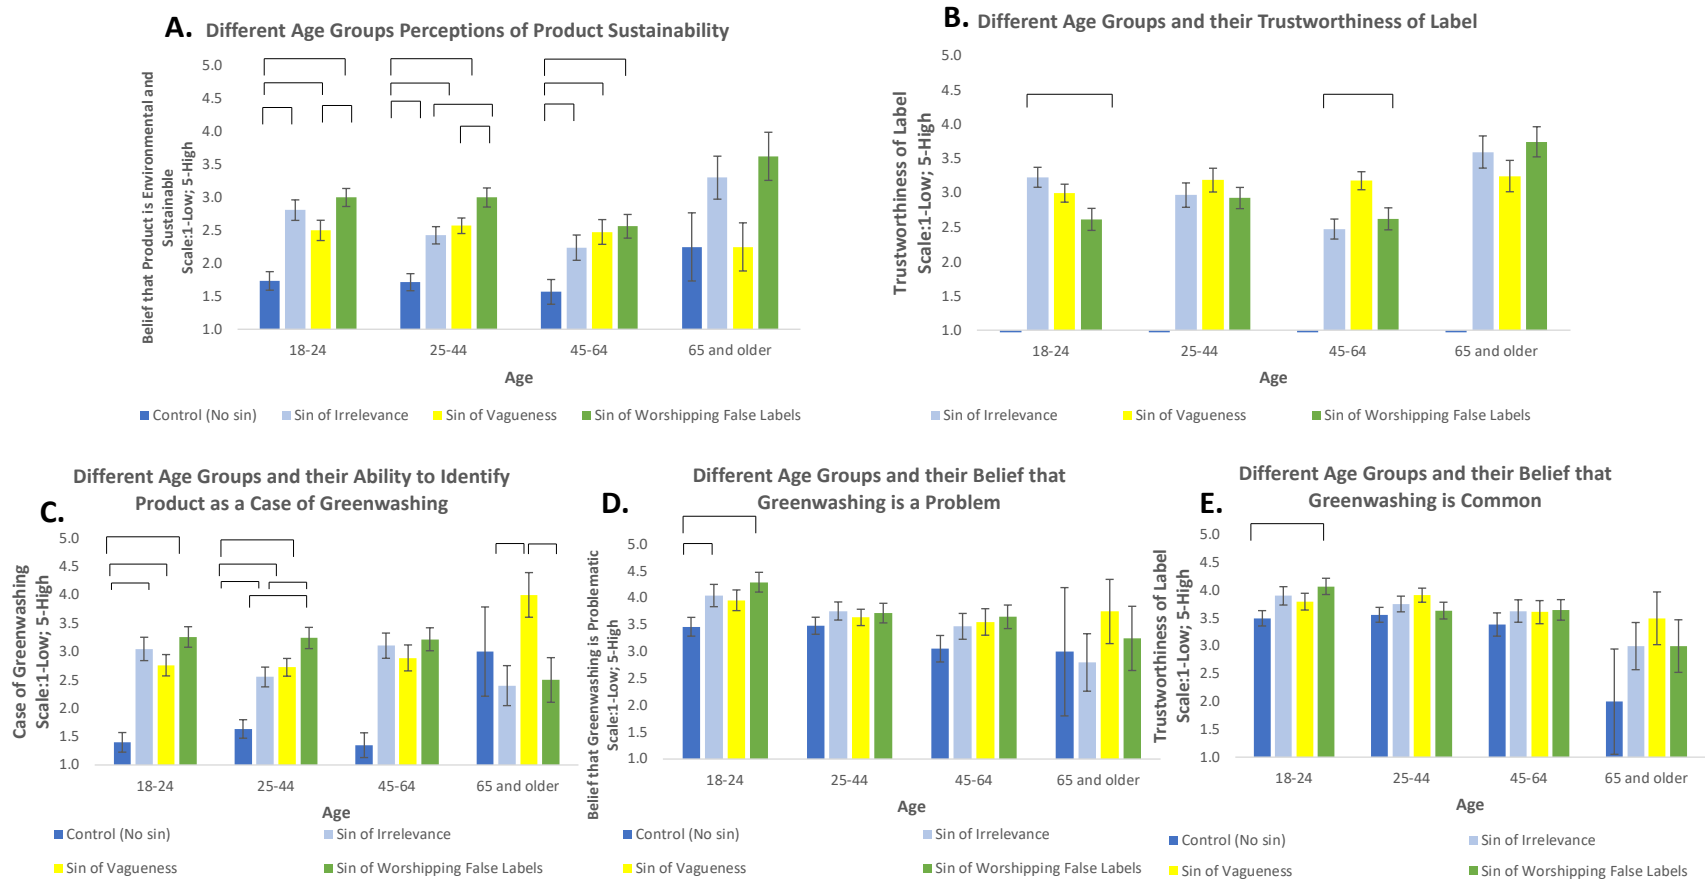 A. Different Age Groups Perceptions of Product Sustainability
Belief that Product is Environmental and
Sustainable
Scale:1-Low; 5-High
5.0
4.5
4.0
3.5
3.0
2.5
2.0
1.5
1.0
18-24 25-44 45-64 65 and older
Age
Control (No sin) Sin of Irrelevance Sin of Vagueness Sin of Worshipping False Labels
B. Different Age Groups and their Trustworthiness of Label
Trustworthiness of Label
Scale:1-Low; 5-High
5.0
4.5
4.0
3.5
3.0
2.5
2.0
1.5
1.0
18-24 25-44 45-64 65 and older
Age
Sin of Irrelevance Sin of Vagueness Sin of Worshipping False Labels
C. Different Age Groups and their Ability to Identify
Product as a Case of Greenwashing
Case of Greenwashing
Scale:1-Low; 5-High
5.0
4.5
4.0
3.5
3.0
2.5
2.0
1.5
1.0
18-24 25-44 45-64 65 and older
Age
Control (No sin) Sin of Irrelevance
Sin of Vagueness Sin of Worshipping False Labels
D. Different Age Groups and their Belief that
Greenwashing is a Problem
Belief that Greenwashing is Problematic
Scale:1-Low; 5-High
5.0
4.5
4.0
3.5
3.0
2.5
2.0
1.5
1.0
18-24 25-44 45-64 65 and older
Age
Control (No sin) Sin of Irrelevance
Sin of Vagueness Sin of Worshipping False Labels
E. Different Age Groups and their Belief that
Greenwashing is Common
Trustworthiness of Label
Scale:1-Low; 5-High
5.0
4.5
4.0
3.5
3.0
2.5
2.0
1.5
1.0
18-24 25-44 45-64 65 and older
Age
Control (No sin) Sin of Irrelevance
Sin of Vagueness Sin of Worshipping False Labels